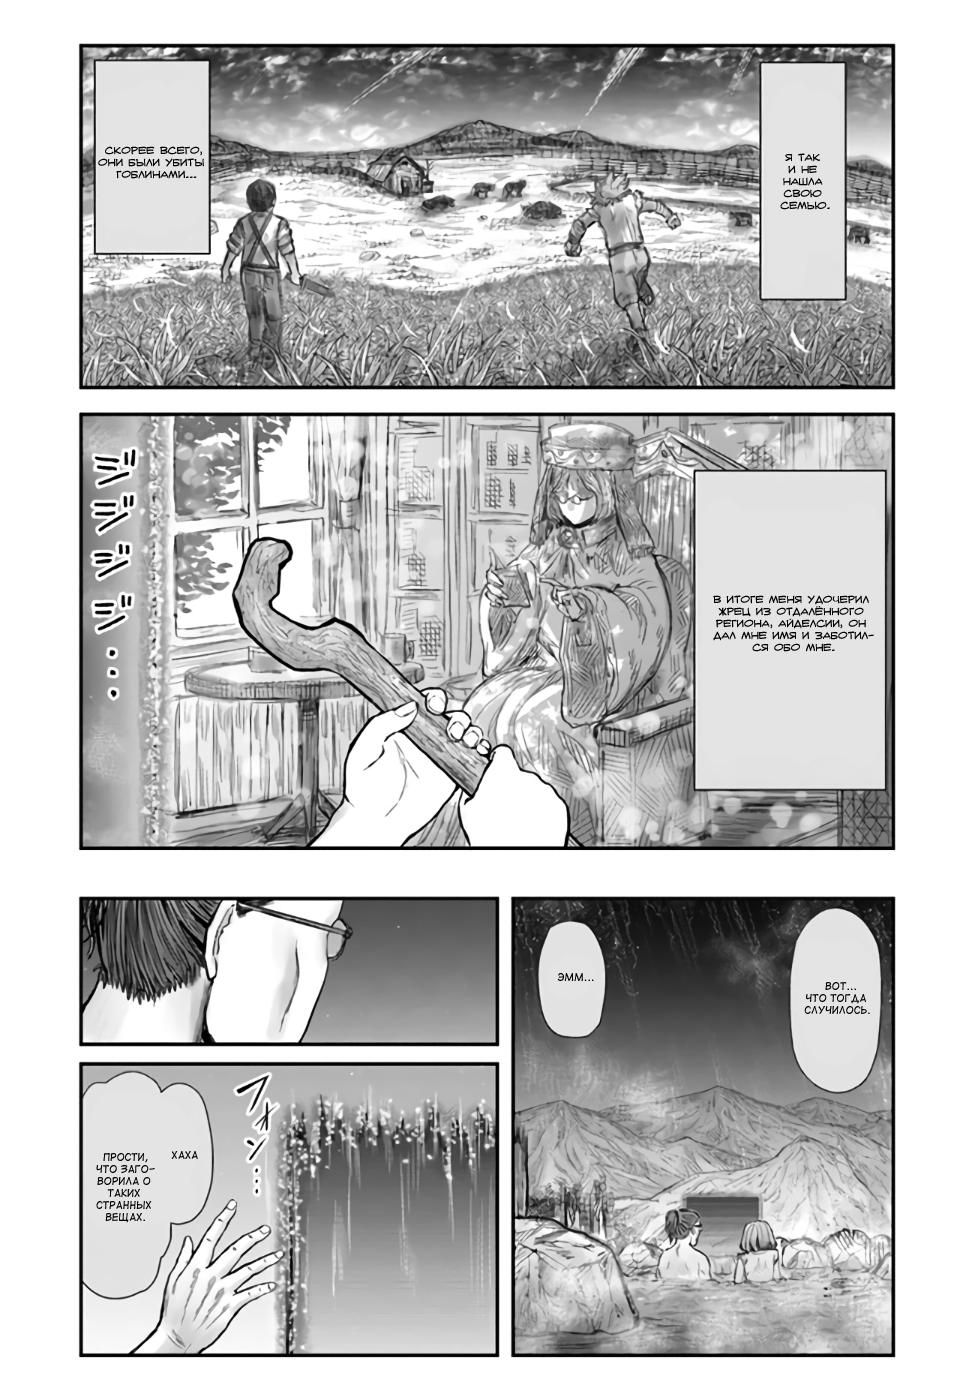 Я ТАК
И НЕ
НАШЛА
СВОЮ
СЕМЬЮ.
СКОРЕЕ ВСЕГО,
ОНИ БЫЛИ УБИТЫ
ГОБЛИНАМИ...
В ИТОГЕ МЕНЯ УДОЧЕРИЛ
ЖРЕЦ ИЗ ОТДАЛЁННОГО
РЕГИОНА, АЙДЕЛСИИ, ОН
ДАЛ МНЕ ИМЯ И ЗАБОТИЛ-
СЯ ОБО МНЕ.
ジジジジ...
ВОТ...
ЧТО ТОГДА
СЛУЧИЛОСЬ.
ЭММ...
フォン...
ХАХА
ПРОСТИ,
ЧТО ЗАГО-
ВОРИЛА О
ТАКИХ
СТРАННЫХ
ВЕЩАХ.